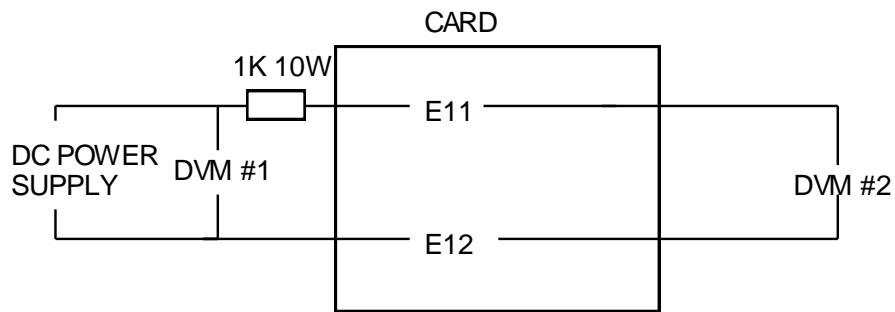 CARD
1K 10W
E11
DC POWER
SUPPLY
DVM #1
DVM #2
E12